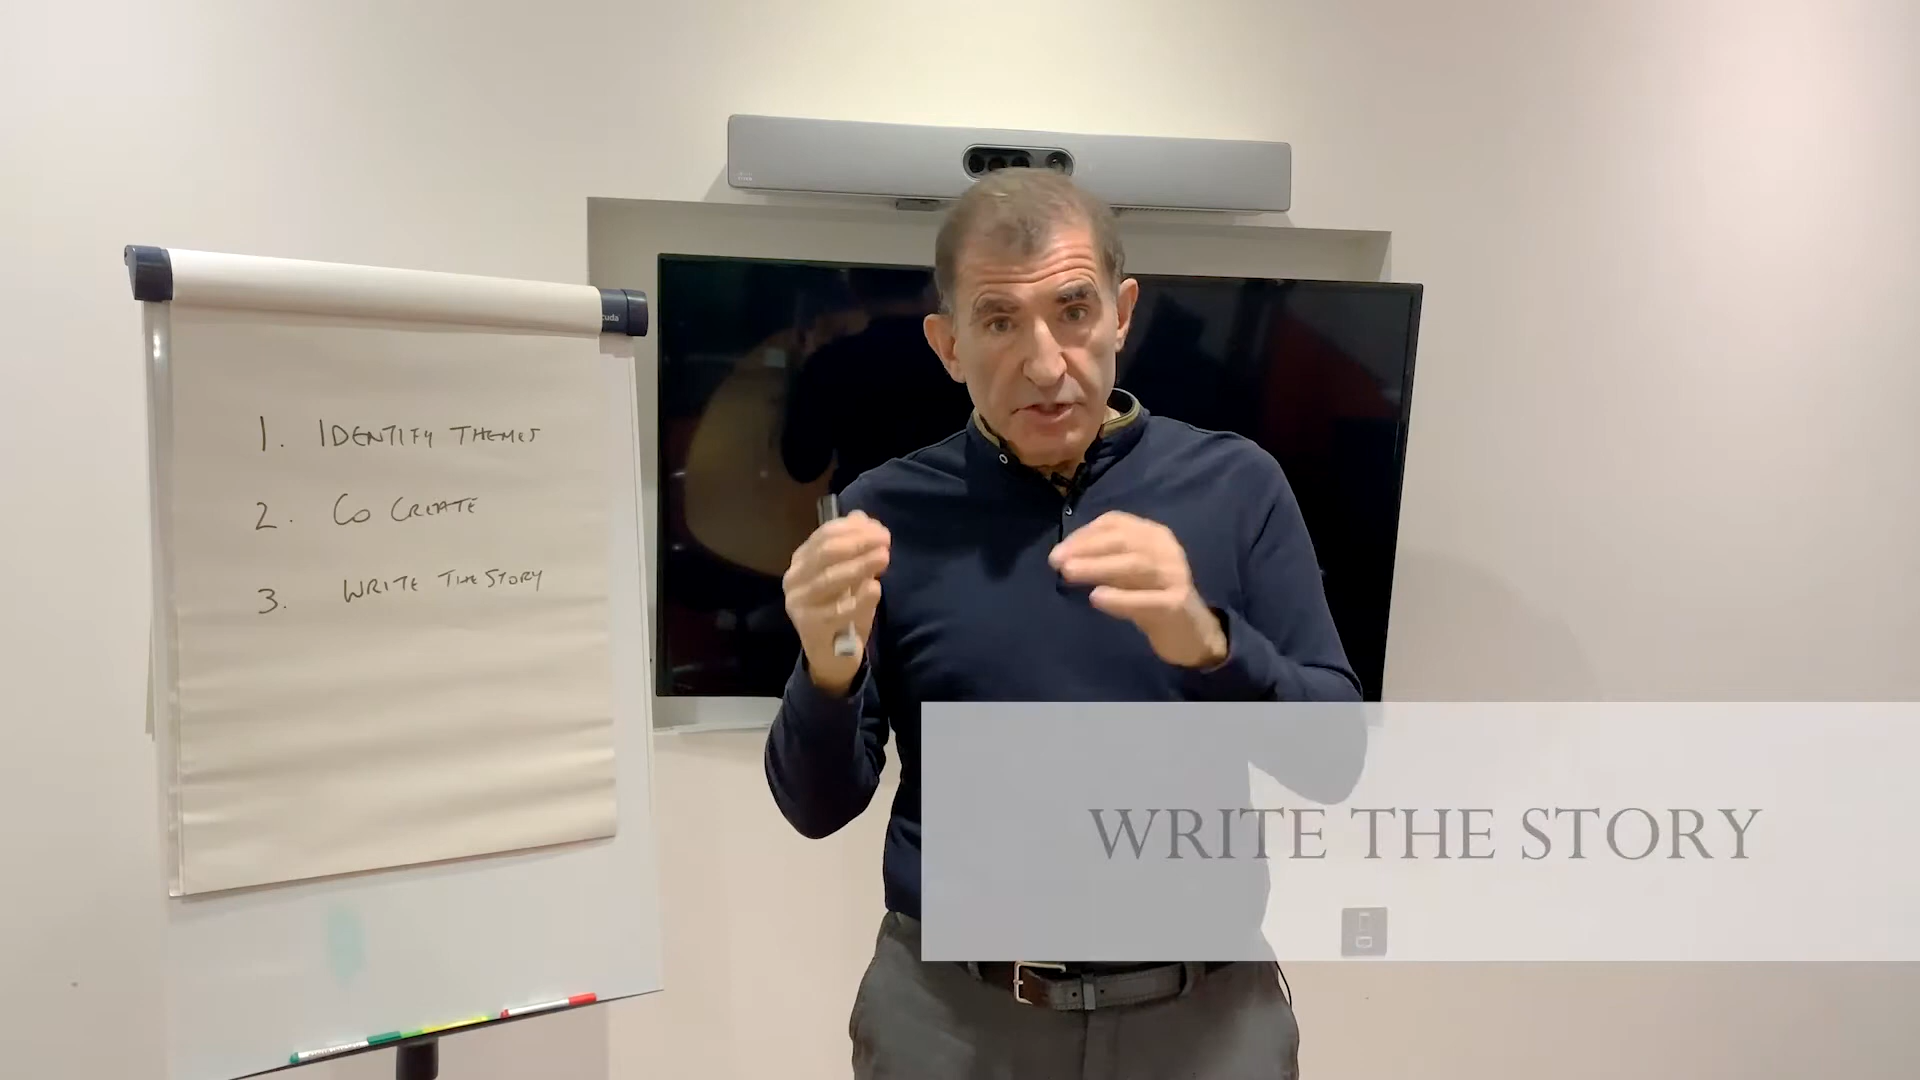 1. IDENTIFY THEMES
2. CO CREATE
3. WRITE THE STORY
WRITE THE STORY